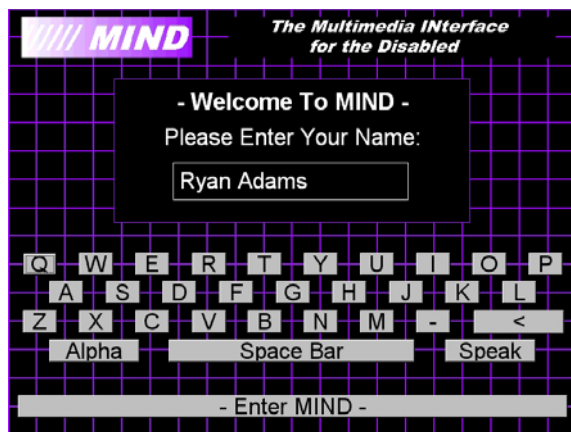 //// MIND
The Multimedia INterface
for the Disabled
- Welcome To MIND -
Please Enter Your Name:
Ryan Adams
Q W E R T Y U I O P
A S D F G H J K L
Z X C V B N M - <
Alpha Space Bar Speak
- Enter MIND -